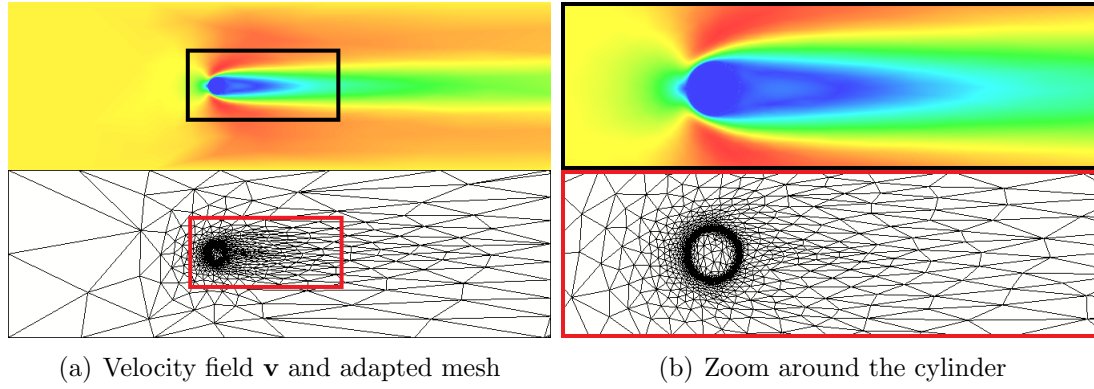 (a) Velocity field v and adapted mesh
(b) Zoom around the cylinder